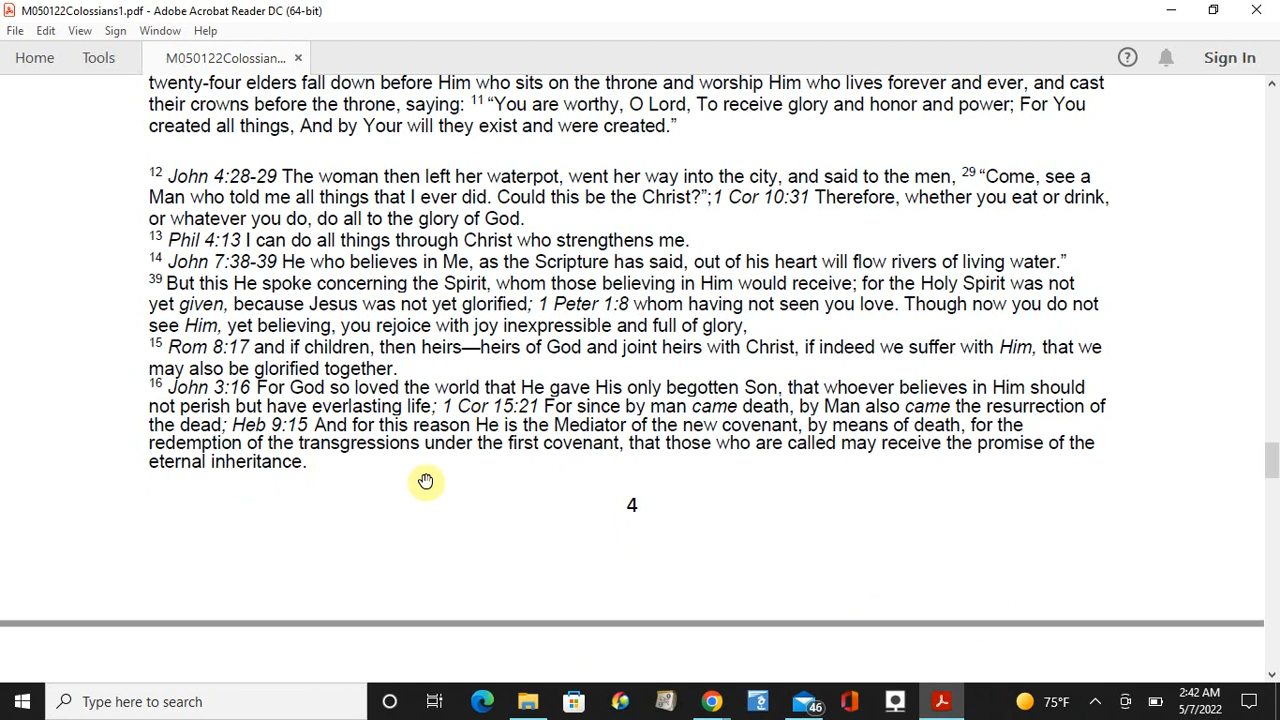 M050122Colossians1.pdf - Adobe Acrobat Reader DC (64-bit)
File Edit View Sign Window Help
Home Tools M050122Colossian... × ? Sign In
twenty-four elders fall down before Him who sits on the throne and worship Him who lives forever and ever, and cast
their crowns before the throne, saying: 11 “You are worthy, O Lord, To receive glory and honor and power; For You
created all things, And by Your will they exist and were created.”
12 John 4:28-29 The woman then left her waterpot, went her way into the city, and said to the men, 29 “Come, see a
Man who told me all things that I ever did. Could this be the Christ?”;1 Cor 10:31 Therefore, whether you eat or drink,
or whatever you do, do all to the glory of God.
13 Phil 4:13 I can do all things through Christ who strengthens me.
14 John 7:38-39 He who believes in Me, as the Scripture has said, out of his heart will flow rivers of living water.”
39 But this He spoke concerning the Spirit, whom those believing in Him would receive; for the Holy Spirit was not
yet given, because Jesus was not yet glorified; 1 Peter 1:8 whom having not seen you love. Though now you do not
see Him, yet believing, you rejoice with joy inexpressible and full of glory,
15 Rom 8:17 and if children, then heirs—heirs of God and joint heirs with Christ, if indeed we suffer with Him, that we
may also be glorified together.
16 John 3:16 For God so loved the world that He gave His only begotten Son, that whoever believes in Him should
not perish but have everlasting life; 1 Cor 15:21 For since by man came death, by Man also came the resurrection of
the dead; Heb 9:15 And for this reason He is the Mediator of the new covenant, by means of death, for the
redemption of the transgressions under the first covenant, that those who are called may receive the promise of the
eternal inheritance.
4
Type here to search 46 75°F 2:42 AM
5/7/2022